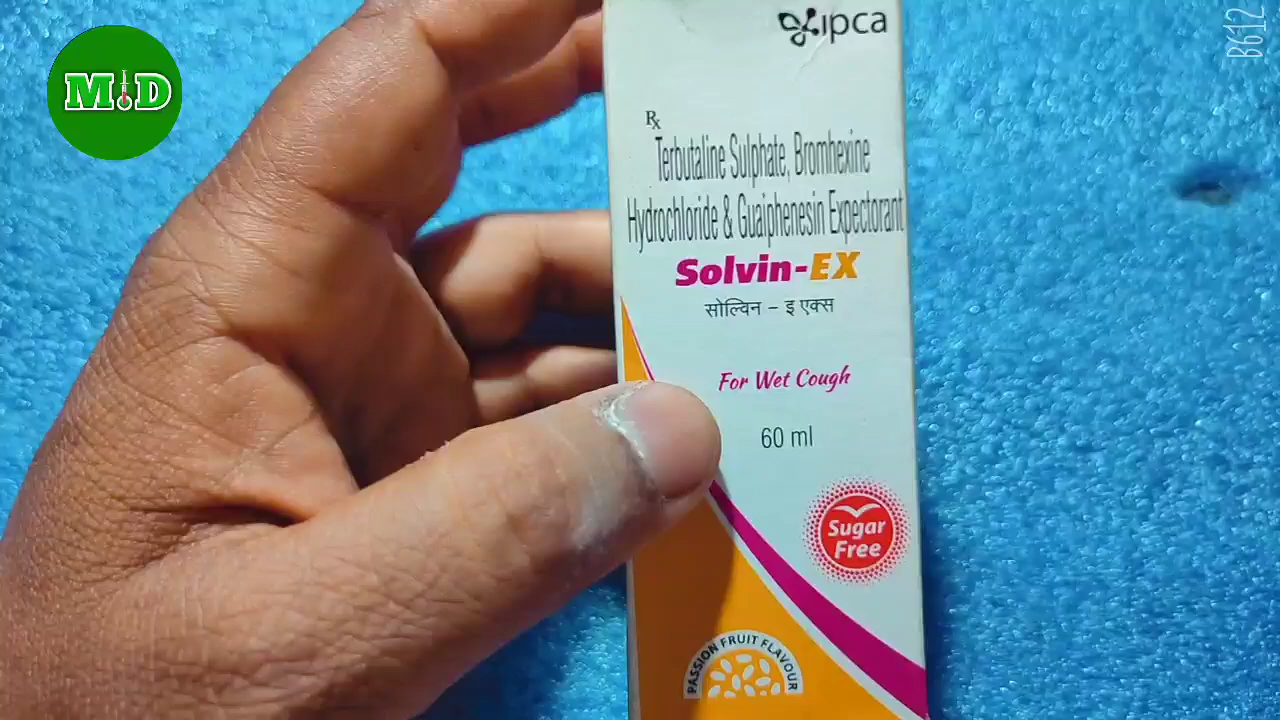 M D
ipca
B612
Rx
Terbutaline Sulphate, Bromhexine
Hydrochloride & Guaiphenesin Expectorant
Solvin-EX
सोल्विन – इ एक्स
For Wet Cough
60 ml
Sugar
Free
PASSION FRUIT FLAVOUR